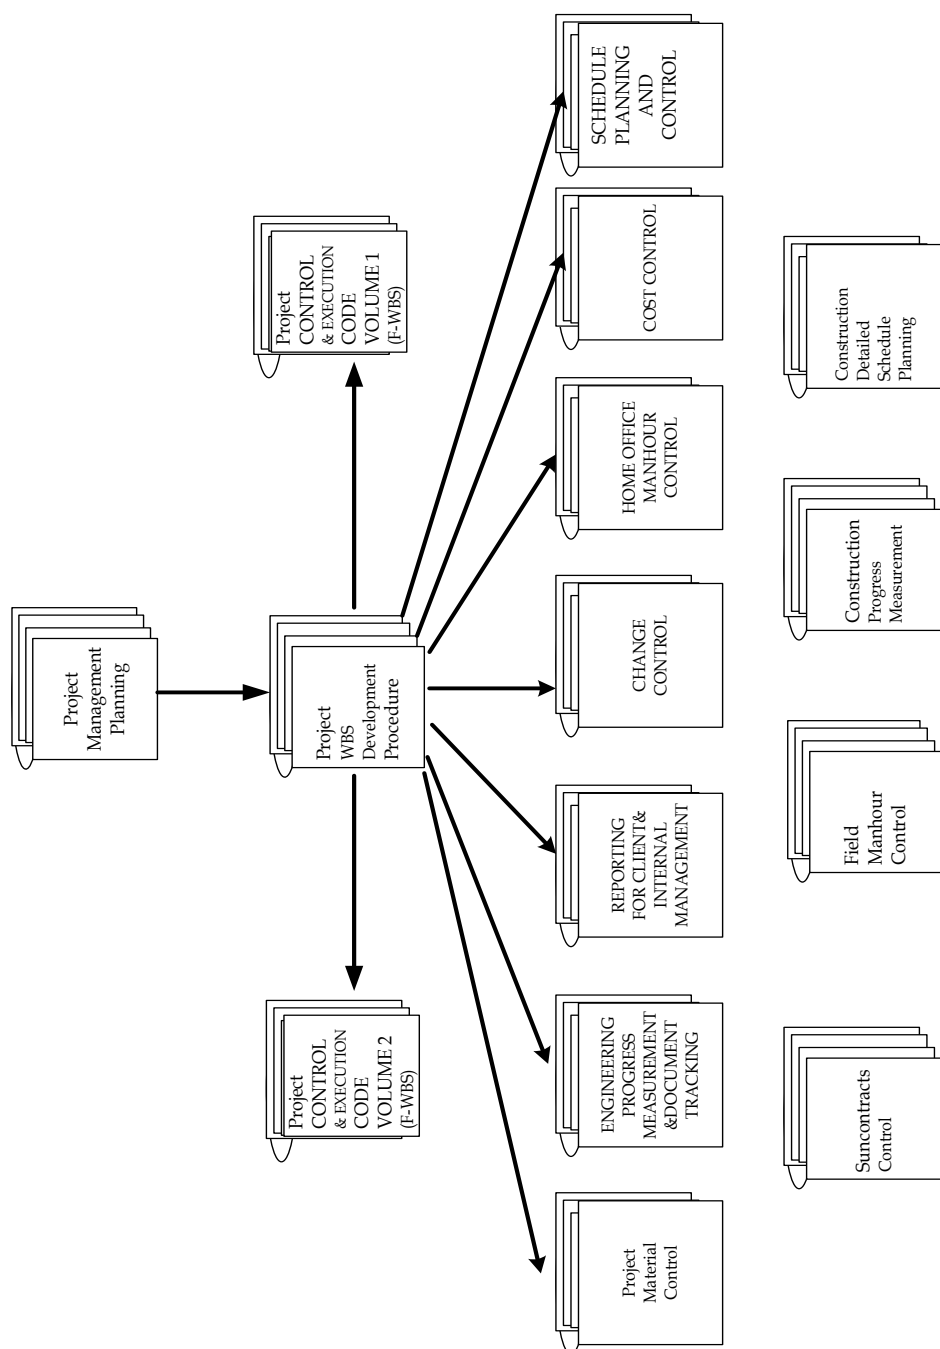 Project
Management
Planning
Project
CONTROL
& EXECUTION
CODE
VOLUME 2
(F-WBS)
Project
WBS
Development
Procedure
Project
CONTROL
& EXECUTION
CODE
VOLUME 1
(F-WBS)
Project
Material
Control
ENGINEERING
PROGRESS
MEASUREMENT
&DOCUMENT
TRACKING
REPORTING
FOR CLIENT&
INTERNAL
MANAGEMENT
CHANGE
CONTROL
HOME OFFICE
MANHOUR
CONTROL
COST CONTROL
SCHEDULE
PLANNING
AND
CONTROL
Suncontracts
Control
Field
Manhour
Control
Construction
Progress
Measurement
Construction
Detailed
Schedule
Planning